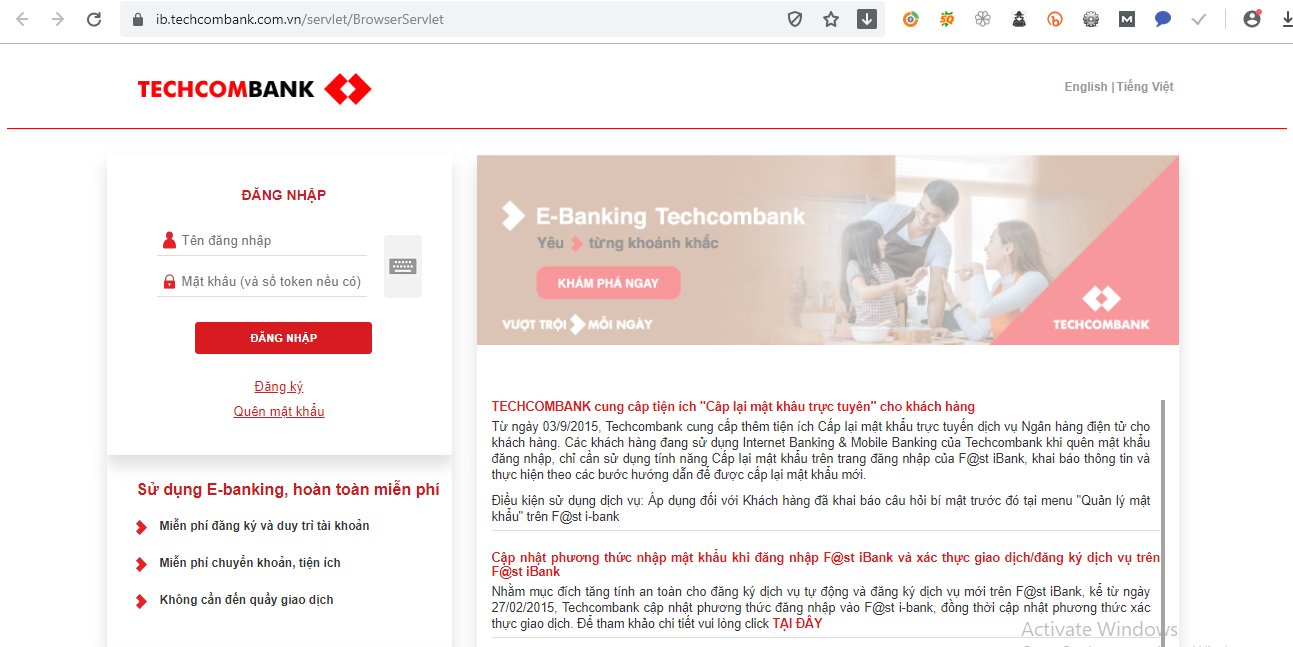 ib.techcombank.com.vn/servlet/BrowserServlet
TECHCOMBANK
English | Tiếng Việt
ĐĂNG NHẬP
Tên đăng nhập
Mật khẩu (và số token nếu có)
ĐĂNG NHẬP
Đăng ký
Quên mật khẩu
Sử dụng E-banking, hoàn toàn miễn phí
Miễn phí đăng ký và duy trì tài khoản
Miễn phí chuyển khoản, tiện ích
Không cần đến quầy giao dịch
E-Banking Techcombank
Yêu từng khoảnh khắc
KHÁM PHÁ NGAY
VƯỢT TRỘI MỖI NGÀY
TECHCOMBANK
TECHCOMBANK cung cấp tiện ích "Cấp lại mật khẩu trực tuyến" cho khách hàng
Từ ngày 03/9/2015, Techcombank cung cấp thêm tiện ích Cấp lại mật khẩu trực tuyến dịch vụ Ngân hàng điện tử cho
khách hàng. Các khách hàng đang sử dụng Internet Banking & Mobile Banking của Techcombank khi quên mật khẩu
đăng nhập, chỉ cần sử dụng tính năng Cấp lại mật khẩu trên trang đăng nhập của F@st iBank, khai báo thông tin và
thực hiện theo các bước hướng dẫn để được cấp lại mật khẩu mới.
Điều kiện sử dụng dịch vụ: Áp dụng đối với Khách hàng đã khai báo câu hỏi bí mật trước đó tại menu "Quản lý mật
khẩu" trên F@st i-bank
Cập nhật phương thức nhập mật khẩu khi đăng nhập F@st iBank và xác thực giao dịch/đăng ký dịch vụ trên
F@st iBank
Nhằm mục đích tăng tính an toàn cho đăng ký dịch vụ tự động và đăng ký dịch vụ mới trên F@st iBank, kể từ ngày
27/02/2015, Techcombank cập nhật phương thức đăng nhập vào F@st i-bank, đồng thời cập nhật phương thức xác
thực giao dịch. Để tham khảo chi tiết vui lòng click TẠI ĐÂY
Activate Windows